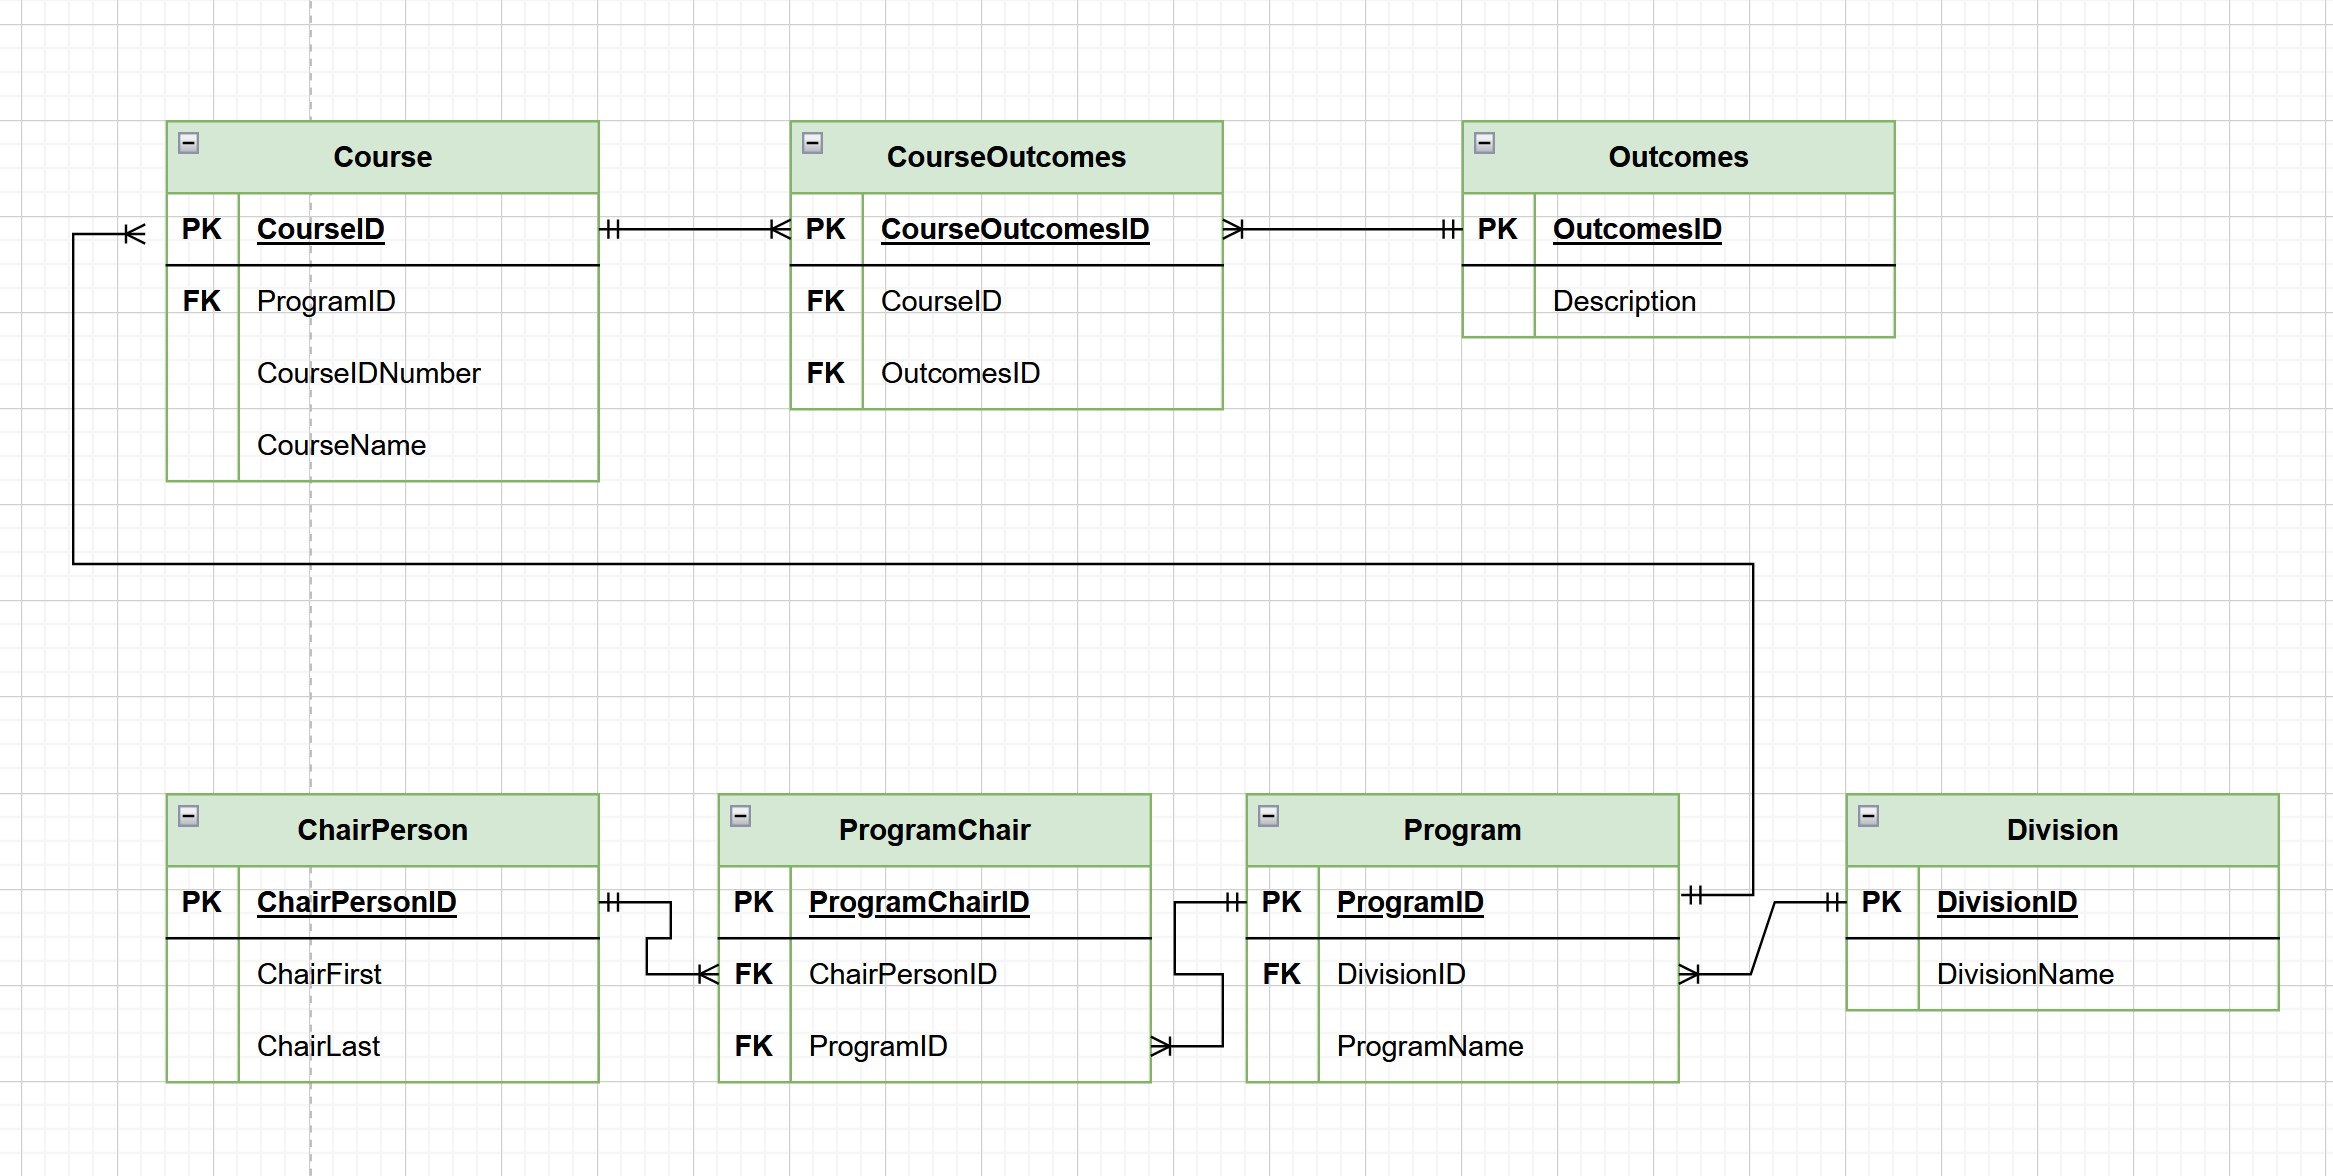 Course
PK CourseID
FK ProgramID
CourseIDNumber
CourseName
CourseOutcomes
PK CourseOutcomesID
FK CourseID
FK OutcomesID
Outcomes
PK OutcomesID
Description
ChairPerson
PK ChairPersonID
ChairFirst
ChairLast
ProgramChair
PK ProgramChairID
FK ChairPersonID
FK ProgramID
Program
PK ProgramID
FK DivisionID
ProgramName
Division
PK DivisionID
DivisionName